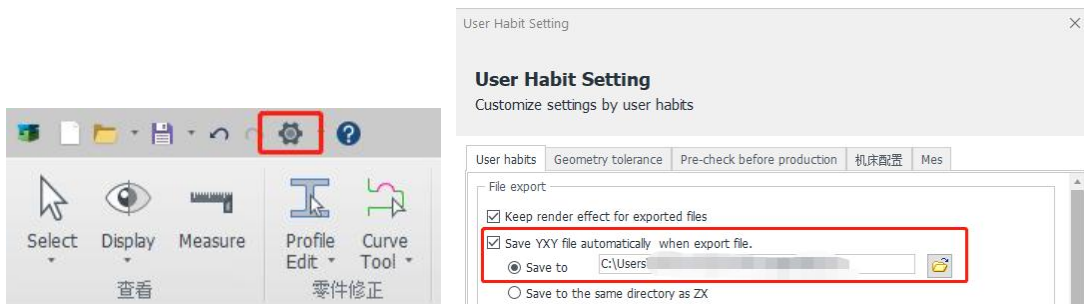 Select
Display
Measure
Profile Edit
Curve Tool
查看
零件修正
User Habit Setting
User Habit Setting
Customize settings by user habits
User habits
Geometry tolerance
Pre-check before production
机床配置
Mes
File export
Keep render effect for exported files
Save YXY file automatically when export file.
Save to
C:\Users
Save to the same directory as ZX